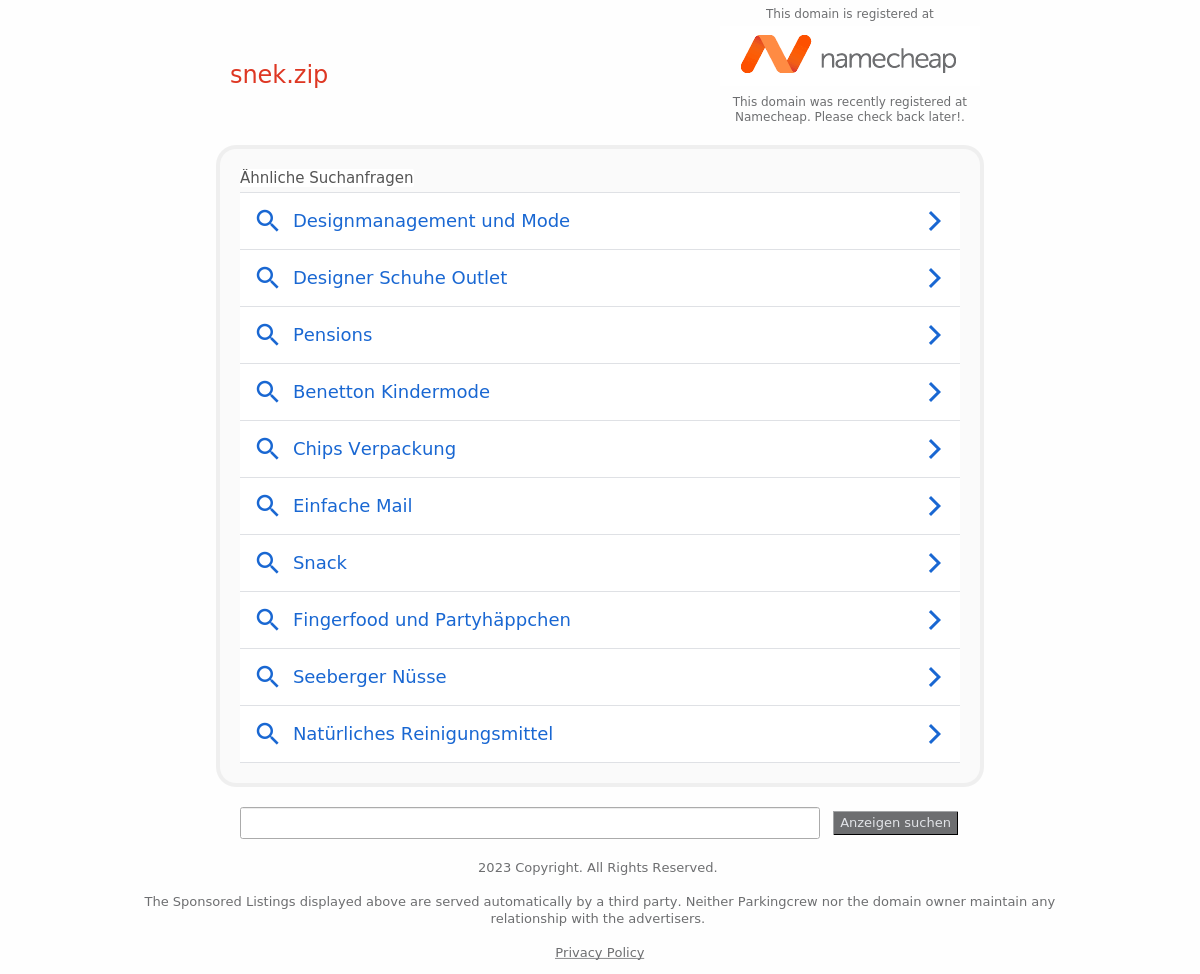 This domain is registered at
namecheap
snek.zip
This domain was recently registered at
Namecheap. Please check back later!.
Ähnliche Suchanfragen
Designmanagement und Mode
Designer Schuhe Outlet
Pensions
Benetton Kindermode
Chips Verpackung
Einfache Mail
Snack
Fingerfood und Partyhäppchen
Seeberger Nüsse
Natürliches Reinigungsmittel
Anzeigen suchen
2023 Copyright. All Rights Reserved.
The Sponsored Listings displayed above are served automatically by a third party. Neither Parkingcrew nor the domain owner maintain any
relationship with the advertisers.
Privacy Policy